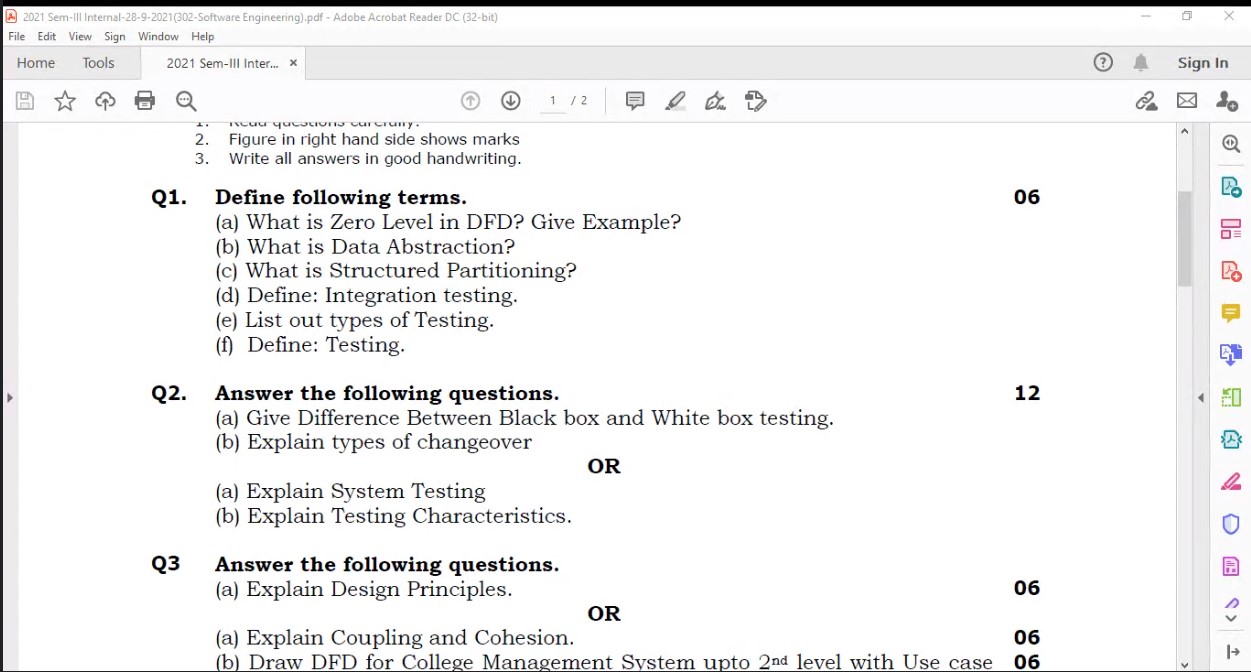 2021 Sem-III Internal-28-9-2021(302-Software Engineering).pdf - Adobe Acrobat Reader DC (32-bit)
File Edit View Sign Window Help
Home Tools 2021 Sem-III Inter... × Sign In
1 / 2
1. Read questions carefully.
2. Figure in right hand side shows marks
3. Write all answers in good handwriting.
Q1. Define following terms. 06
(a) What is Zero Level in DFD? Give Example?
(b) What is Data Abstraction?
(c) What is Structured Partitioning?
(d) Define: Integration testing.
(e) List out types of Testing.
(f) Define: Testing.
Q2. Answer the following questions. 12
(a) Give Difference Between Black box and White box testing.
(b) Explain types of changeover
OR
(a) Explain System Testing
(b) Explain Testing Characteristics.
Q3 Answer the following questions.
(a) Explain Design Principles. 06
OR
(a) Explain Coupling and Cohesion. 06
(b) Draw DFD for College Management System upto 2nd level with Use case 06